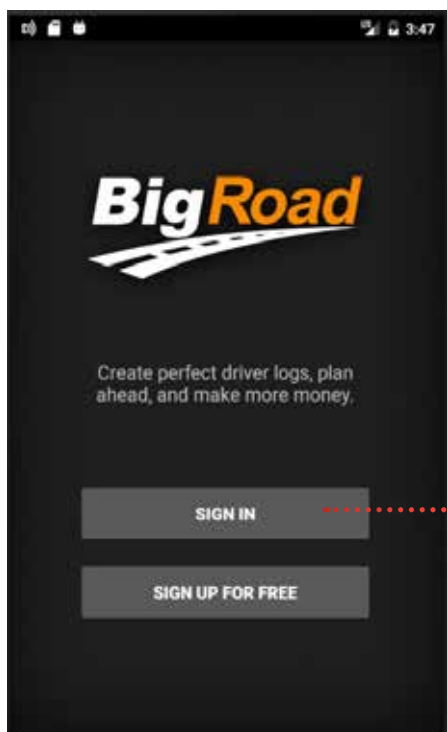 3:47
BigRoad
Create perfect driver logs, plan
ahead, and make more money.
SIGN IN
SIGN UP FOR FREE